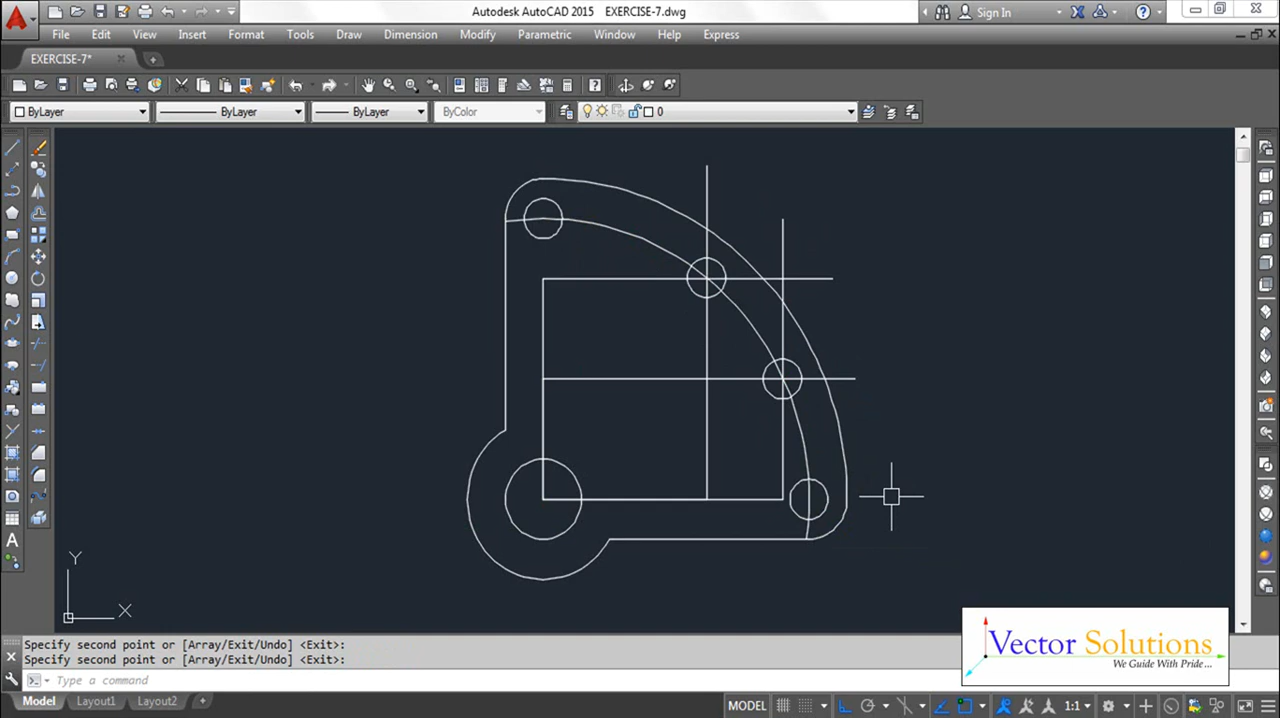 Autodesk AutoCAD 2015 EXERCISE-7.dwg
Sign In
File Edit View Insert Format Tools Draw Dimension Modify Parametric Window Help Express
EXERCISE-7*
ByLayer ByLayer ByLayer ByColor 0
Y
X
Specify second point or [Array/Exit/Undo] <Exit>:
Specify second point or [Array/Exit/Undo] <Exit>:
Type a command
Vector Solutions
We Guide With Pride...
Model Layout1 Layout2 +
MODEL 1:1